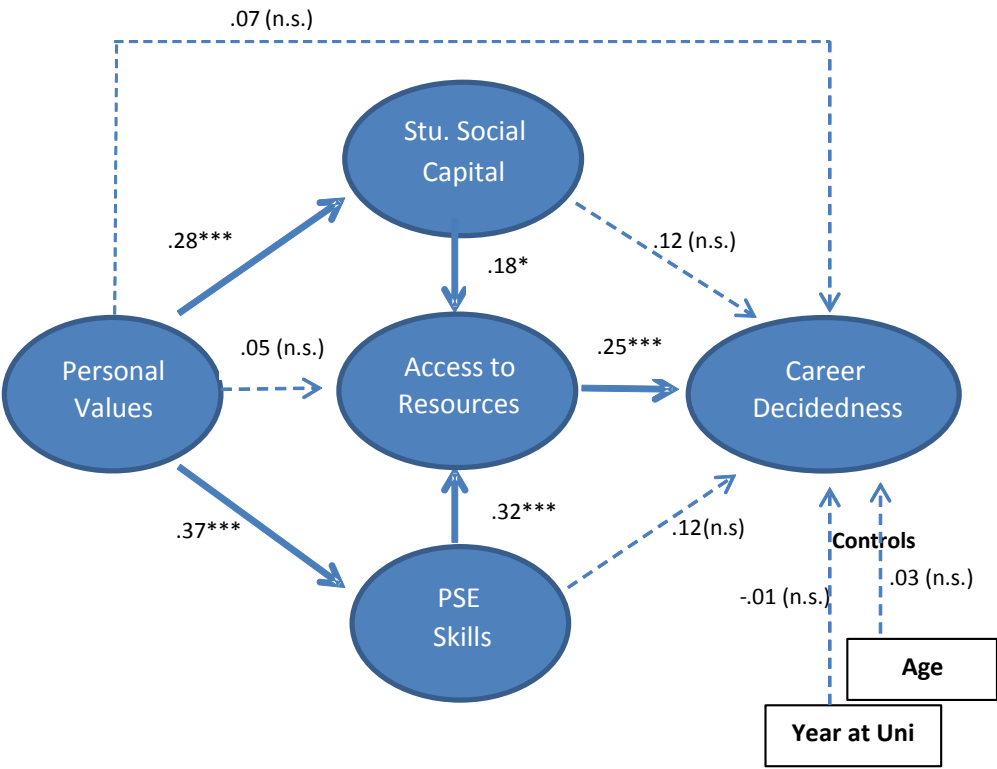 .07 (n.s.)
Stu. Social
Capital
.28***
.12 (n.s.)
.18*
.05 (n.s.)
.25***
Personal
Values
Access to
Resources
Career
Decidedness
.37***
.32***
.12(n.s)
Controls
PSE
Skills
-.01 (n.s.)
.03 (n.s.)
Age
Year at Uni